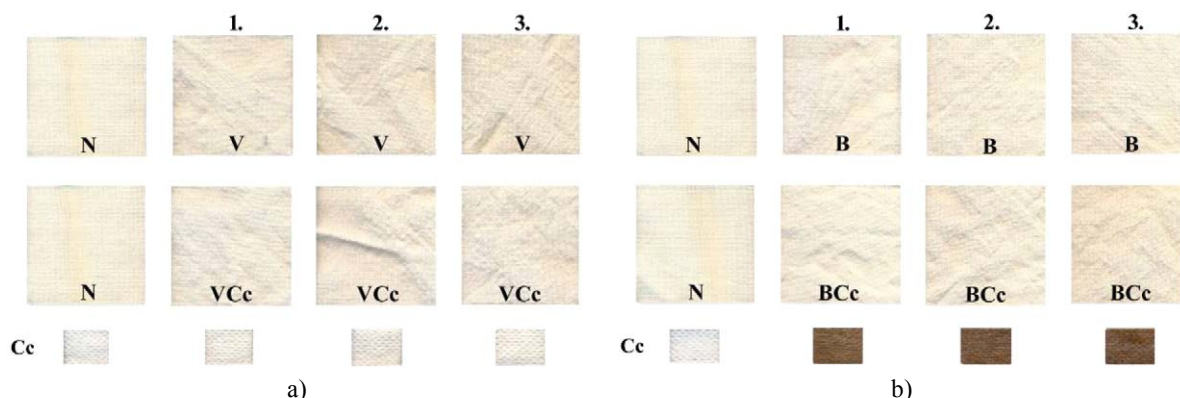 1. 2. 3.
N V V V
N VCc VCc VCc
Cc
a)
1. 2. 3.
N B B B
N BCc BCc BCc
Cc
b)